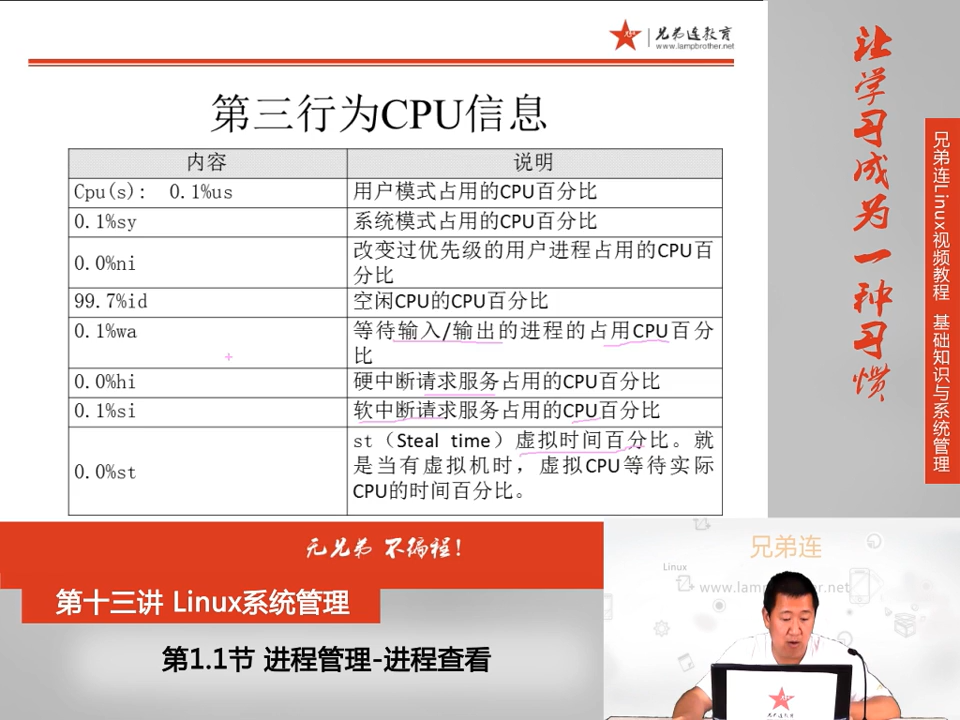 兄弟连教育
www.lampbrother.net
第三行为CPU信息
内容 说明
Cpu(s): 0.1%us 用户模式占用的CPU百分比
0.1%sy 系统模式占用的CPU百分比
0.0%ni 改变过优先级的用户进程占用的CPU百
分比
99.7%id 空闲CPU的CPU百分比
0.1%wa 等待输入/输出的进程的占用CPU百分
比
0.0%hi 硬中断请求服务占用的CPU百分比
0.1%si 软中断请求服务占用的CPU百分比
0.0%st st（Steal time）虚拟时间百分比。就
是当有虚拟机时，虚拟CPU等待实际
CPU的时间百分比。
让学习成为一种习惯
兄弟连Linux视频教程 基础知识与系统管理
无兄弟 不编程!
第十三讲 Linux系统管理
第1.1节 进程管理-进程查看
兄弟连
Linux
www.lampbrother.net